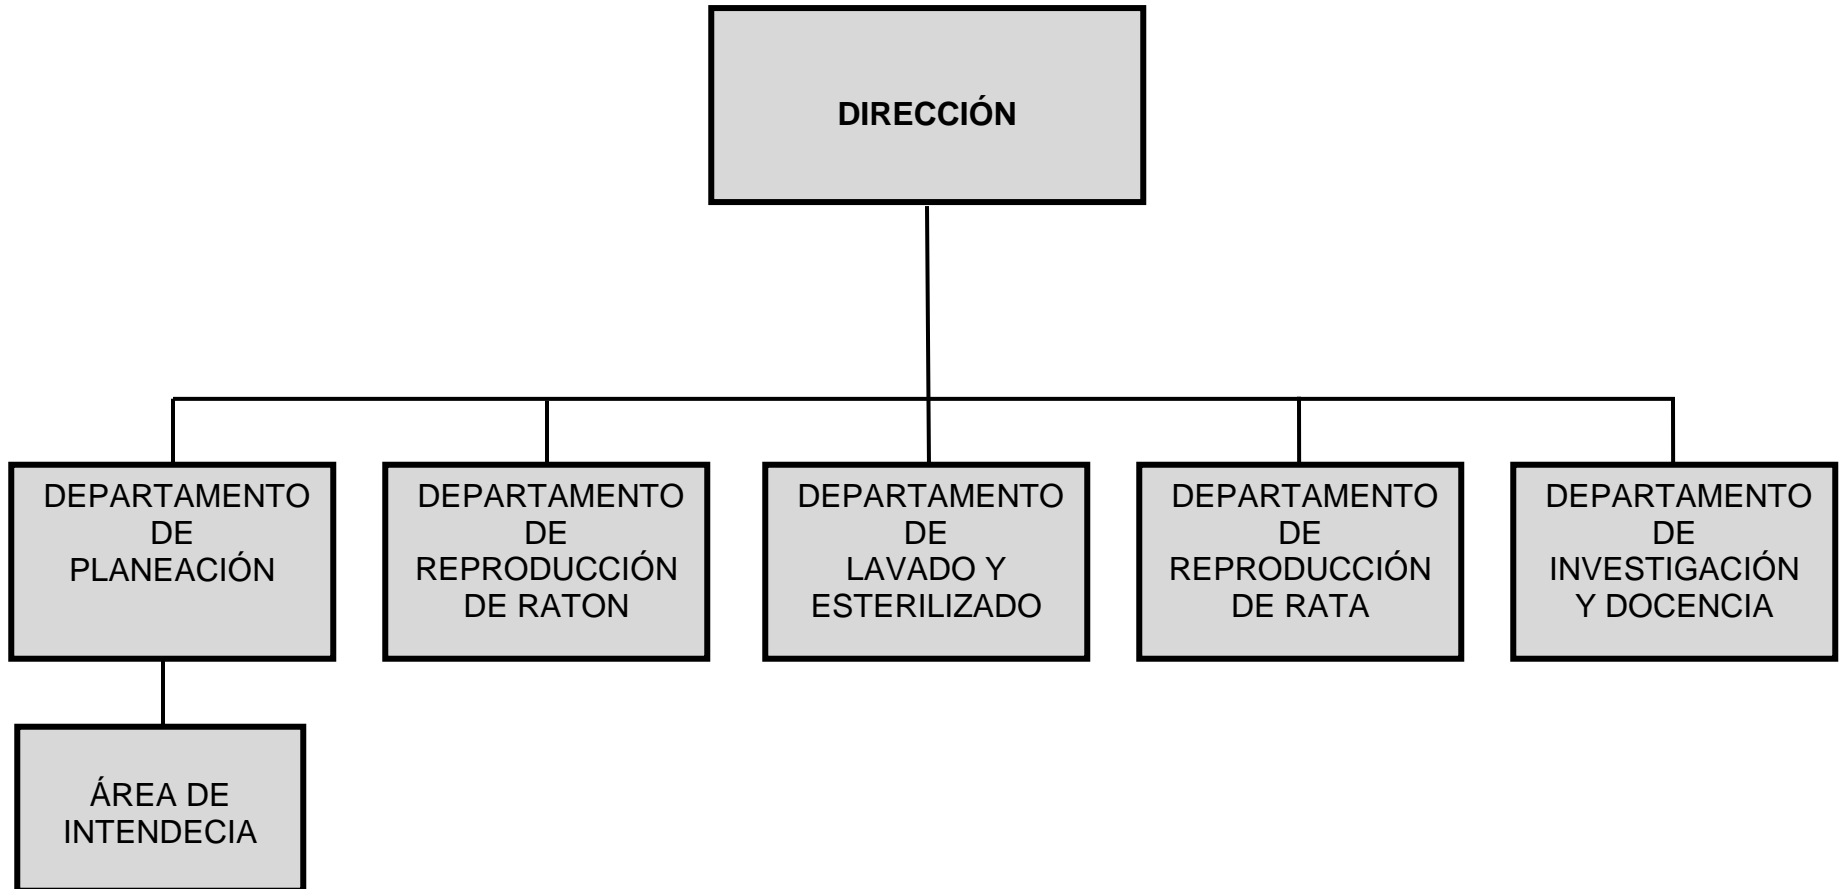 DIRECCIÓN
DEPARTAMENTO
DE
PLANEACIÓN
DEPARTAMENTO
DE
REPRODUCCIÓN
DE RATON
DEPARTAMENTO
DE
LAVADO Y
ESTERILIZADO
DEPARTAMENTO
DE
REPRODUCCIÓN
DE RATA
DEPARTAMENTO
DE
INVESTIGACIÓN
Y DOCENCIA
ÁREA DE
INTENDECIA